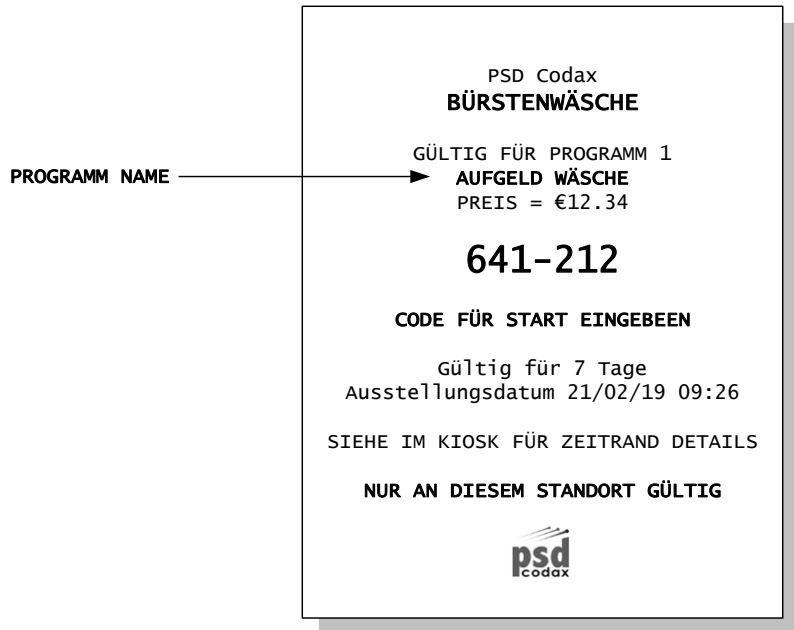 PSD Codax
BÜRSTENWÄSCHE
GÜLTIG FÜR PROGRAMM 1
PROGRAMM NAME
AUFGELD WÄSCHE
PREIS = €12.34
641-212
CODE FÜR START EINGEBEEN
Gültig für 7 Tage
Ausstellungsdatum 21/02/19 09:26
SIEHE IM KIOSK FÜR ZEITRAND DETAILS
NUR AN DIESEM STANDORT GÜLTIG
psd
codax